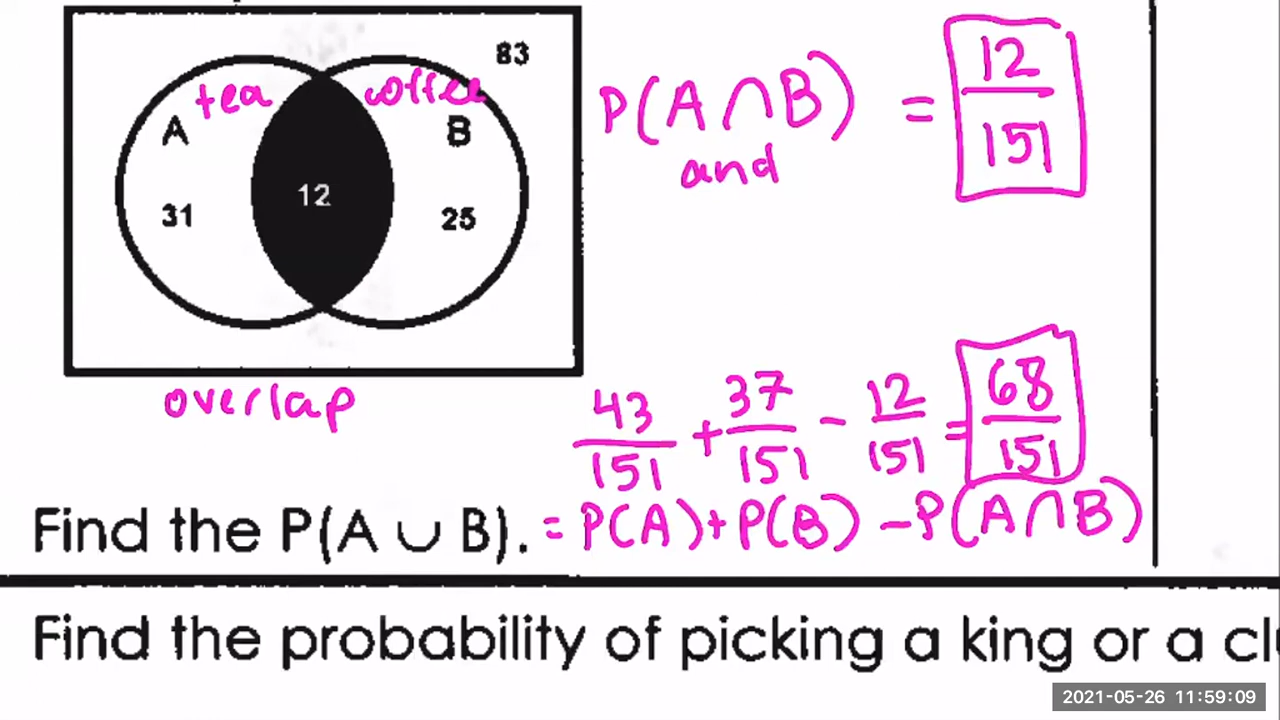 83
tea
coffee
A
B
31
12
25
P(A ∩ B) = 12/151
and
overlap
43/151 + 37/151 - 12/151 = 68/151
Find the P(A ∪ B). = P(A) + P(B) - P(A ∩ B)
Find the probability of picking a king or a
2021-05-26 11:59:09